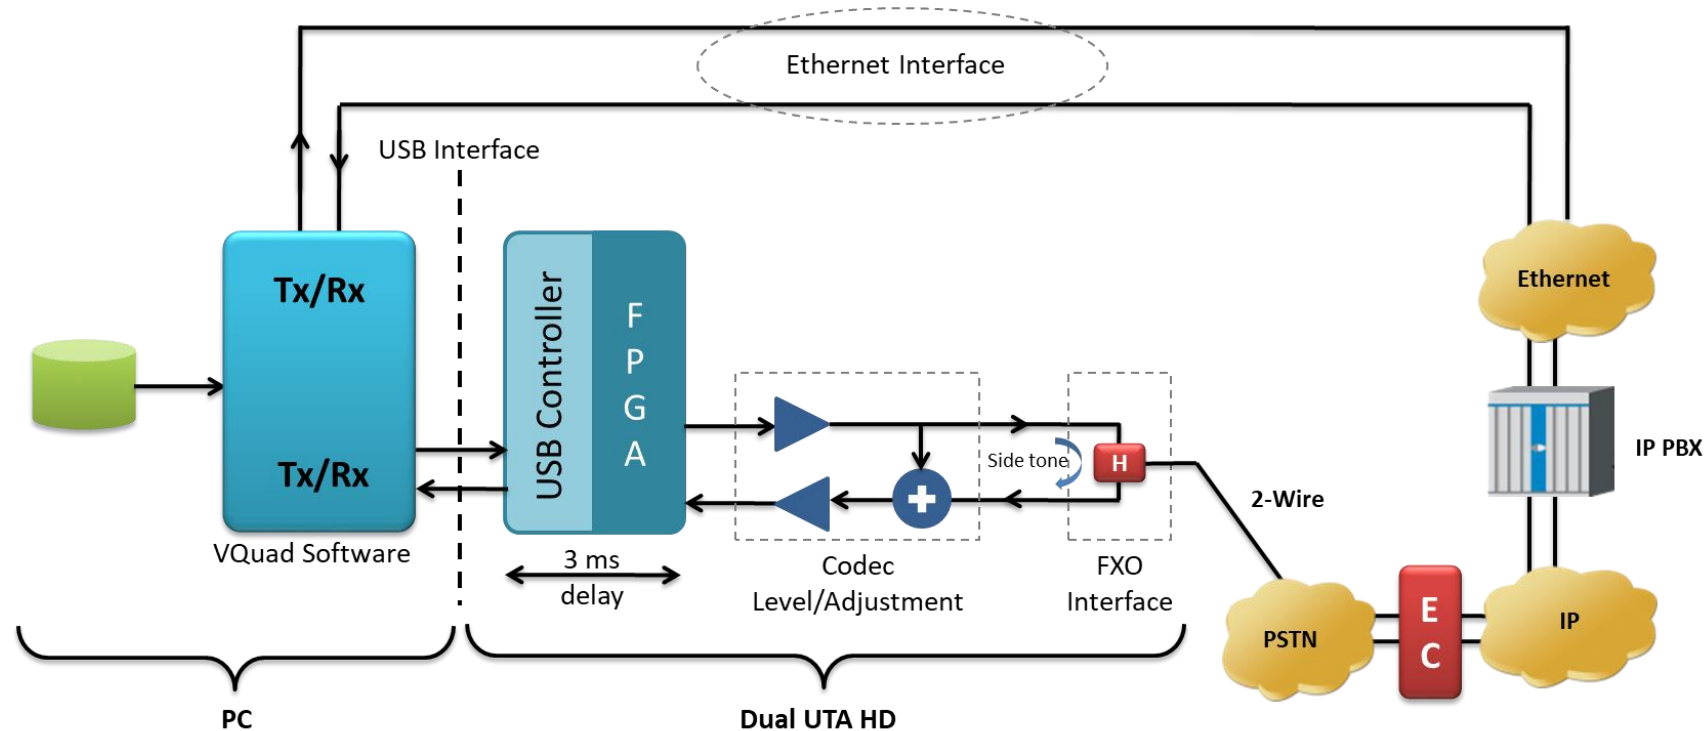 Ethernet Interface
USB Interface
Tx/Rx
Tx/Rx
VQuad Software
USB Controller
F
P
G
A
3 ms
delay
Side tone
H
Codec
Level/Adjustment
FXO
Interface
2-Wire
Ethernet
IP PBX
IP
E
C
PSTN
PC
Dual UTA HD